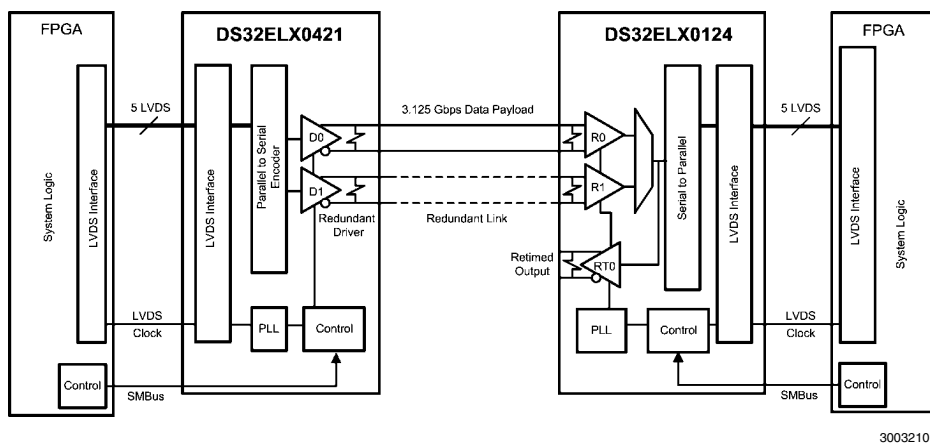 FPGA
System Logic
LVDS Interface
5 LVDS
LVDS
Clock
Control
SMBus
DS32ELX0421
LVDS Interface
Parallel to Serial
Encoder
D0
D1
Redundant
Driver
PLL
Control
3.125 Gbps Data Payload
Redundant Link
DS32ELX0124
R0
R1
Retimed
Output
RT0
Serial to Parallel
LVDS Interface
PLL
Control
5 LVDS
LVDS
Clock
SMBus
FPGA
LVDS Interface
System Logic
Control
3003210